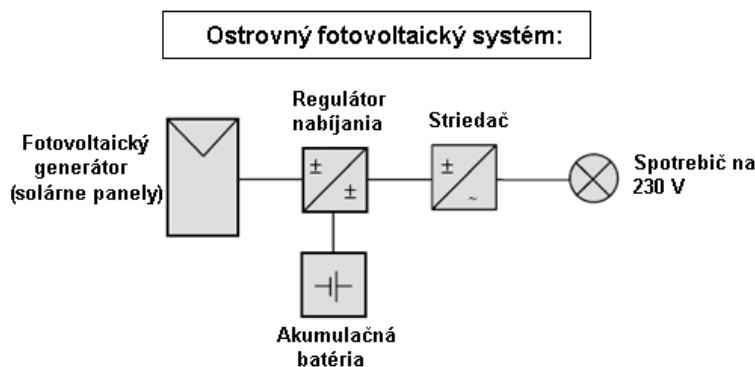 Ostrovný fotovoltaický systém:
Regulátor
nabíjania
Striedač
Fotovoltaický
generátor
(solárne panely)
Spotrebič na
230 V
±
±
±
~
Akumulačná
batéria